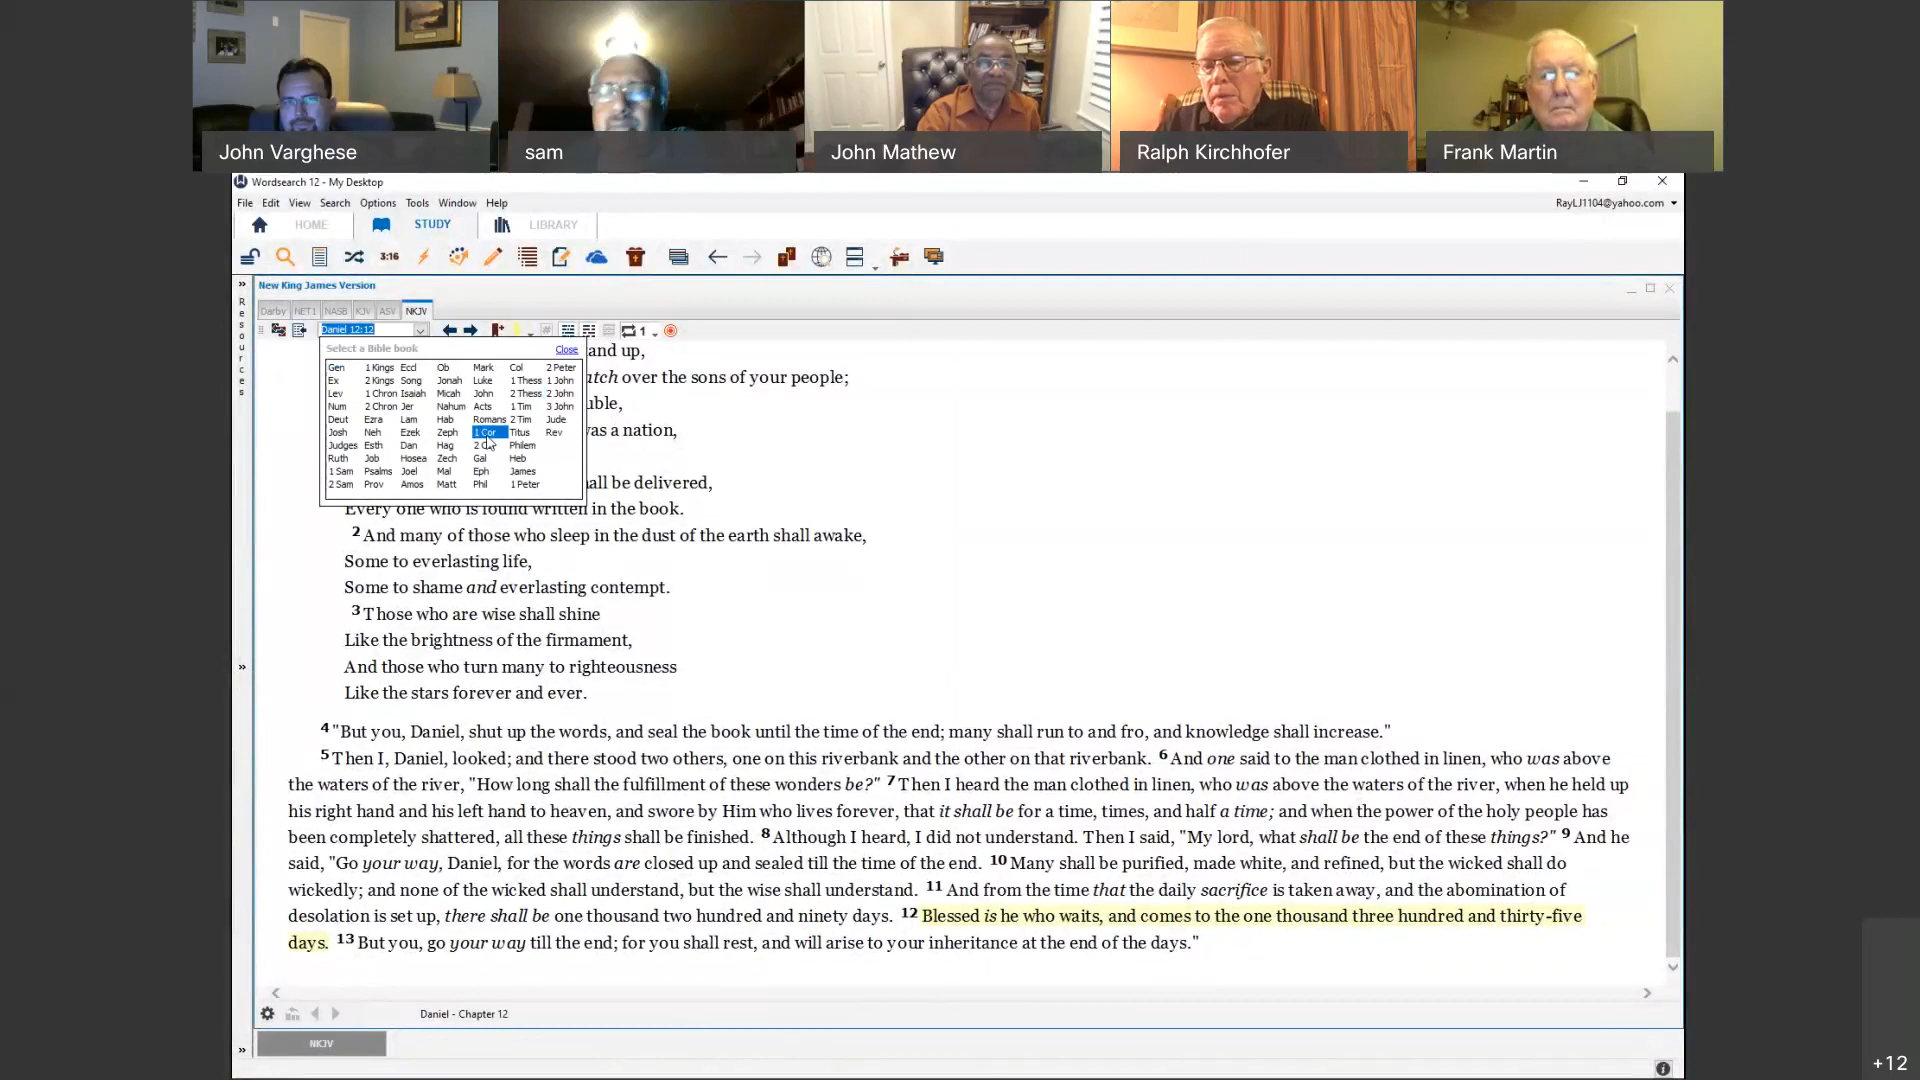 John Varghese
sam
John Mathew
Ralph Kirchhofer
Frank Martin
Wordsearch 12 - My Desktop
File Edit View Search Options Tools Window Help
RayLJ1104@yahoo.com
HOME
STUDY
LIBRARY
3:16
New King James Version
Resources
Darby NET1 NASB KJV ASV NKJV
Daniel 12:12
1
Select a Bible book
Close
Gen 1 Kings Eccl Ob Mark Col 2 Peter
Ex 2 Kings Song Jonah Luke 1 Thess 1 John
Lev 1 Chron Isaiah Micah John 2 Thess 2 John
Num 2 Chron Jer Nahum Acts 1 Tim 3 John
Deut Ezra Lam Hab Romans 2 Tim Jude
Josh Neh Ezek Zeph 1 Cor Titus Rev
Judges Esth Dan Hag 2 Philem
Ruth Job Hosea Zech Gal Heb
1 Sam Psalms Joel Mal Eph James
2 Sam Prov Amos Matt Phil 1 Peter
and up,
atch over the sons of your people;
uble,
as a nation,
all be delivered,
Every one who is found written in the book.
2 And many of those who sleep in the dust of the earth shall awake,
Some to everlasting life,
Some to shame and everlasting contempt.
3 Those who are wise shall shine
Like the brightness of the firmament,
And those who turn many to righteousness
Like the stars forever and ever.
4 "But you, Daniel, shut up the words, and seal the book until the time of the end; many shall run to and fro, and knowledge shall increase."
5 Then I, Daniel, looked; and there stood two others, one on this riverbank and the other on that riverbank. 6 And one said to the man clothed in linen, who was above
the waters of the river, "How long shall the fulfillment of these wonders be?" 7 Then I heard the man clothed in linen, who was above the waters of the river, when he held up
his right hand and his left hand to heaven, and swore by Him who lives forever, that it shall be for a time, times, and half a time; and when the power of the holy people has
been completely shattered, all these things shall be finished. 8 Although I heard, I did not understand. Then I said, "My lord, what shall be the end of these things?" 9 And he
said, "Go your way, Daniel, for the words are closed up and sealed till the time of the end. 10 Many shall be purified, made white, and refined, but the wicked shall do
wickedly; and none of the wicked shall understand, but the wise shall understand. 11 And from the time that the daily sacrifice is taken away, and the abomination of
desolation is set up, there shall be one thousand two hundred and ninety days. 12 Blessed is he who waits, and comes to the one thousand three hundred and thirty-five
days. 13 But you, go your way till the end; for you shall rest, and will arise to your inheritance at the end of the days."
Daniel - Chapter 12
NKJV
+12